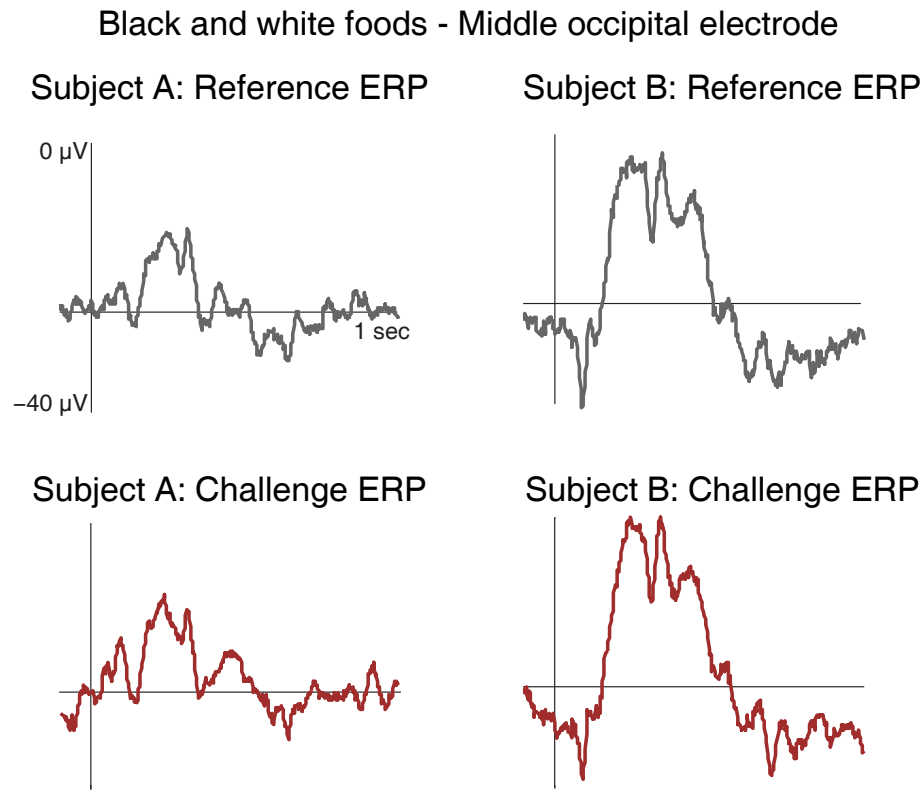 Black and white foods - Middle occipital electrode
Subject A: Reference ERP
Subject B: Reference ERP
0 µV
1 sec
−40 µV
Subject A: Challenge ERP
Subject B: Challenge ERP